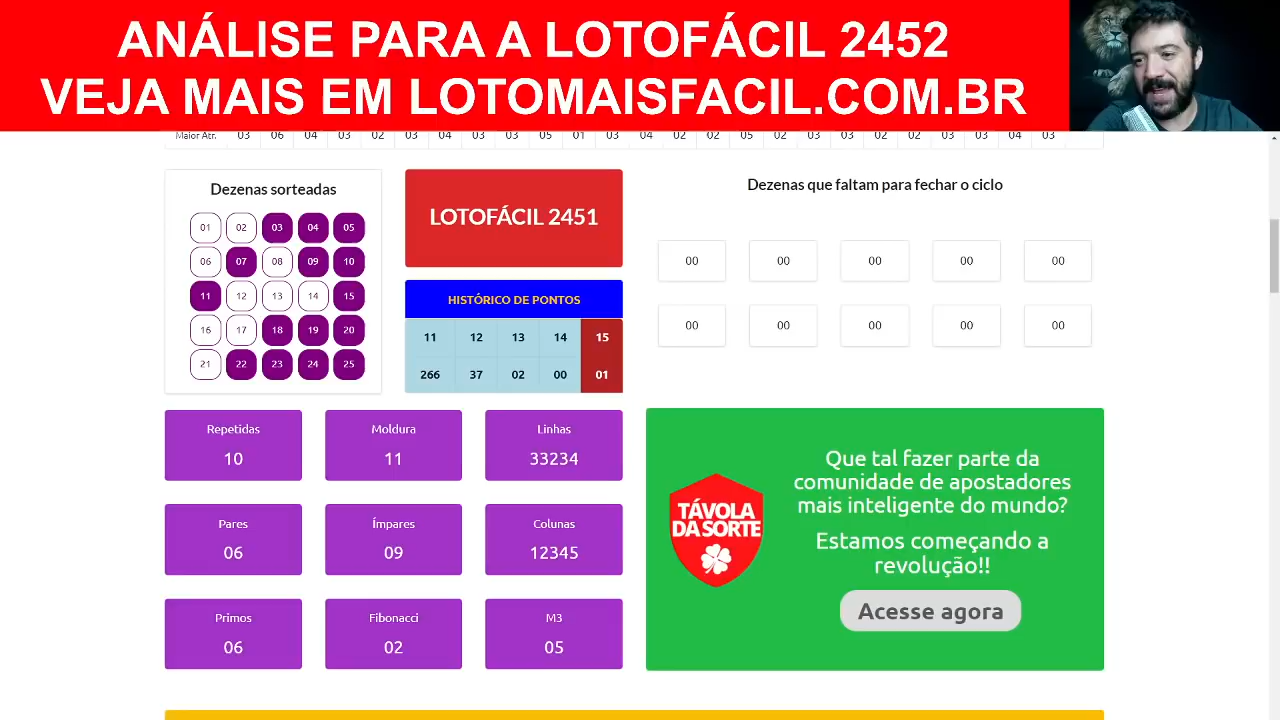 ANÁLISE PARA A LOTOFÁCIL 2452
VEJA MAIS EM LOTOMAISFACIL.COM.BR
Maior Atr. 03 06 04 03 02 03 04 03 03 05 01 03 04 02 02 05 02 03 03 02 02 03 03 04 03
Dezenas sorteadas
01 02 03 04 05
06 07 08 09 10
11 12 13 14 15
16 17 18 19 20
21 22 23 24 25
LOTOFÁCIL 2451
HISTÓRICO DE PONTOS
11 12 13 14 15
266 37 02 00 01
Dezenas que faltam para fechar o ciclo
00 00 00 00 00
00 00 00 00 00
Repetidas
10
Moldura
11
Linhas
33234
Pares
06
Ímpares
09
Colunas
12345
Primos
06
Fibonacci
02
M3
05
TÁVOLA
DA SORTE
Que tal fazer parte da
comunidade de apostadores
mais inteligente do mundo?
Estamos começando a
revolução!!
Acesse agora